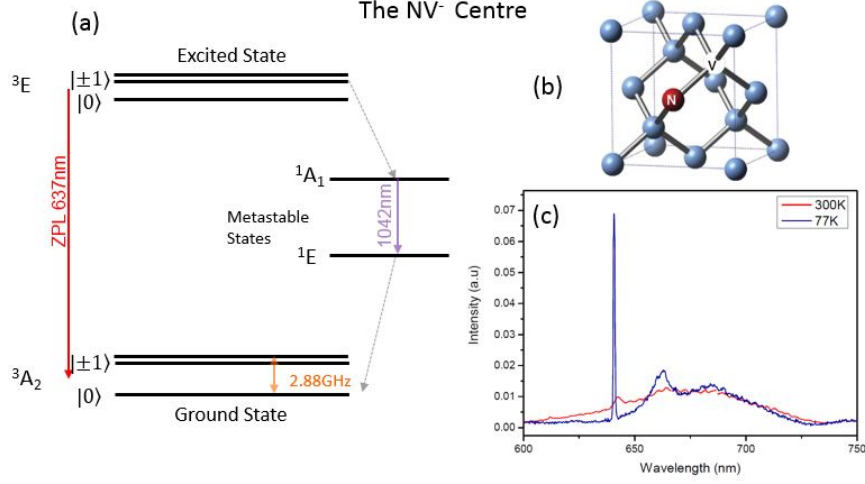 The NV⁻ Centre
(a)
Excited State
³E
|±1⟩
|0⟩
ZPL 637nm
¹A₁
1042nm
Metastable
States
¹E
³A₂
|±1⟩
|0⟩
2.88GHz
Ground State
(b)
N
V
(c)
300K
77K
Intensity (a.u)
0.07
0.06
0.05
0.04
0.03
0.02
0.01
0.00
600
650
700
750
Wavelength (nm)